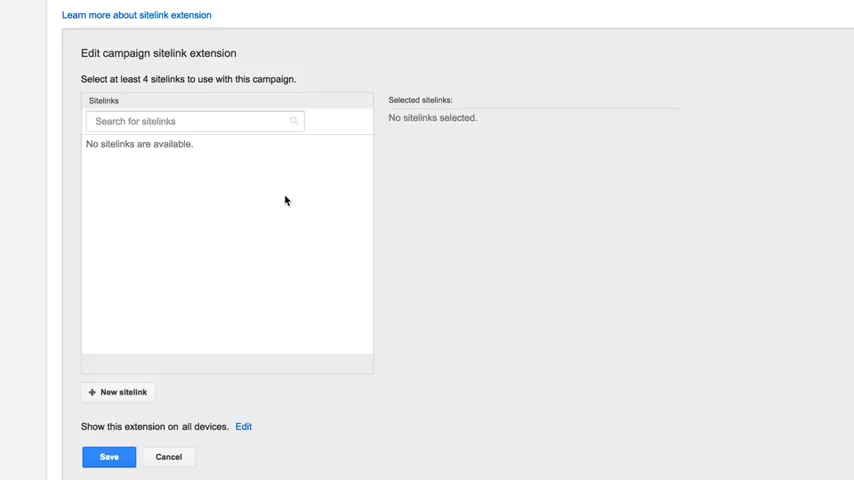 Learn more about sitelink extension
Edit campaign sitelink extension
Select at least 4 sitelinks to use with this campaign.
Sitelinks
Selected sitelinks:
Search for sitelinks
No sitelinks selected.
No sitelinks are available.
New sitelink
Show this extension on all devices. Edit
Save
Cancel